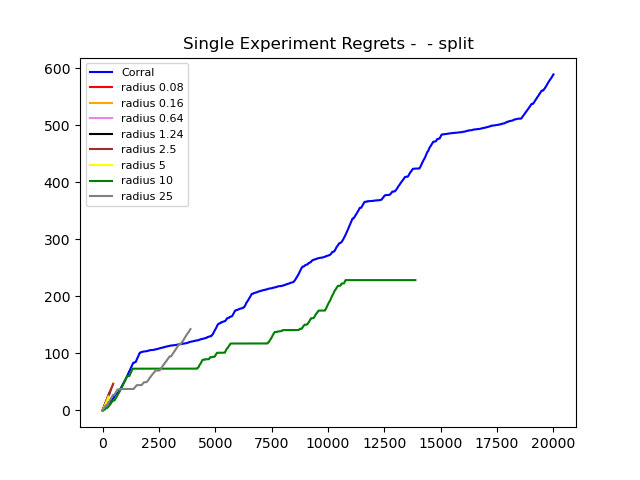 Single Experiment Regrets -  - split
600
500
400
300
200
100
0
Corral
radius 0.08
radius 0.16
radius 0.64
radius 1.24
radius 2.5
radius 5
radius 10
radius 25
0 2500 5000 7500 10000 12500 15000 17500 20000